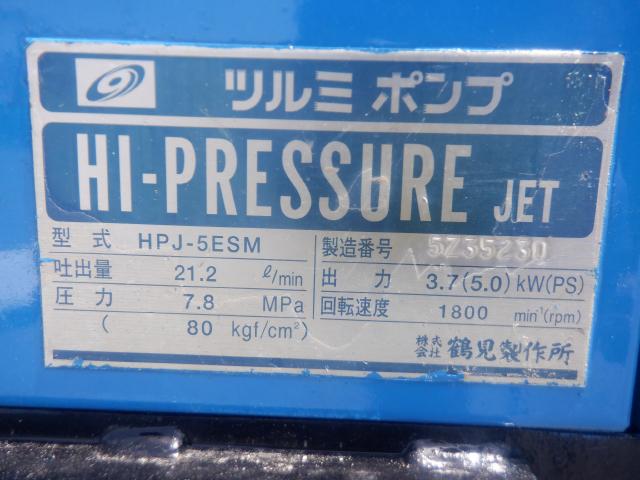 ツルミ ポンプ
HI-PRESSURE JET
型式 HPJ-5ESM
製造番号 5Z35230
吐出量 21.2 ℓ/min
出力 3.7(5.0) kW(PS)
圧力 7.8 MPa
回転速度 1800 min⁻¹(rpm)
( 80 kgf/cm²)
株式会社 鶴見製作所